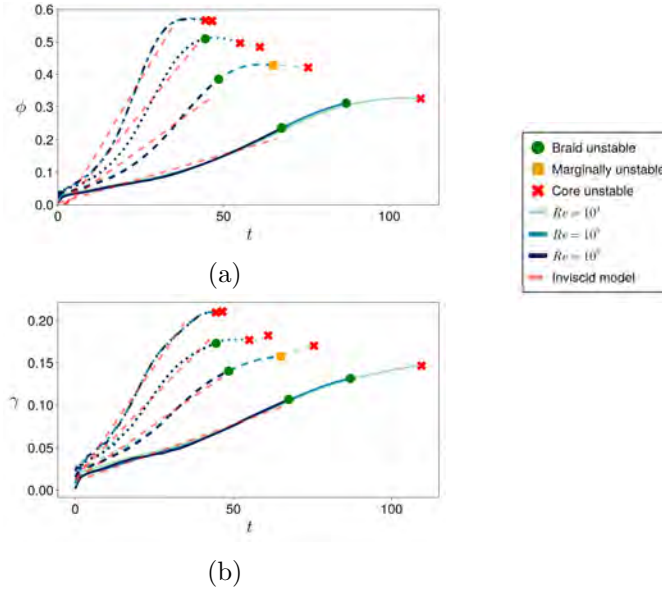 0.6
0.5
0.4
0.3
0.2
0.1
0.0
ϕ
0
50
100
t
(a)
Braid unstable
Marginally unstable
Core unstable
Inviscid model
0.20
0.15
0.10
0.05
0.00
γ
0
50
100
t
(b)